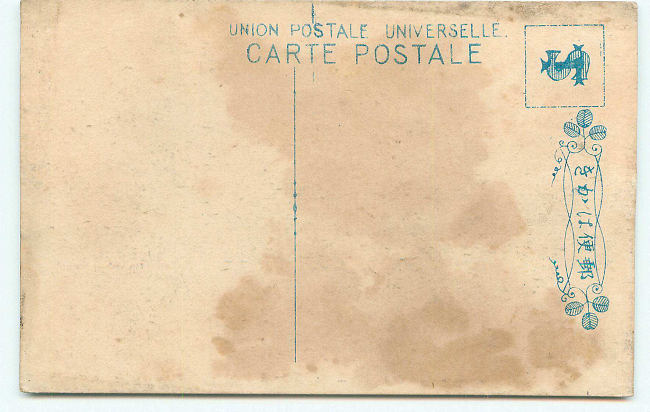 UNION POSTALE UNIVERSELLE.
CARTE POSTALE
郵便はかき